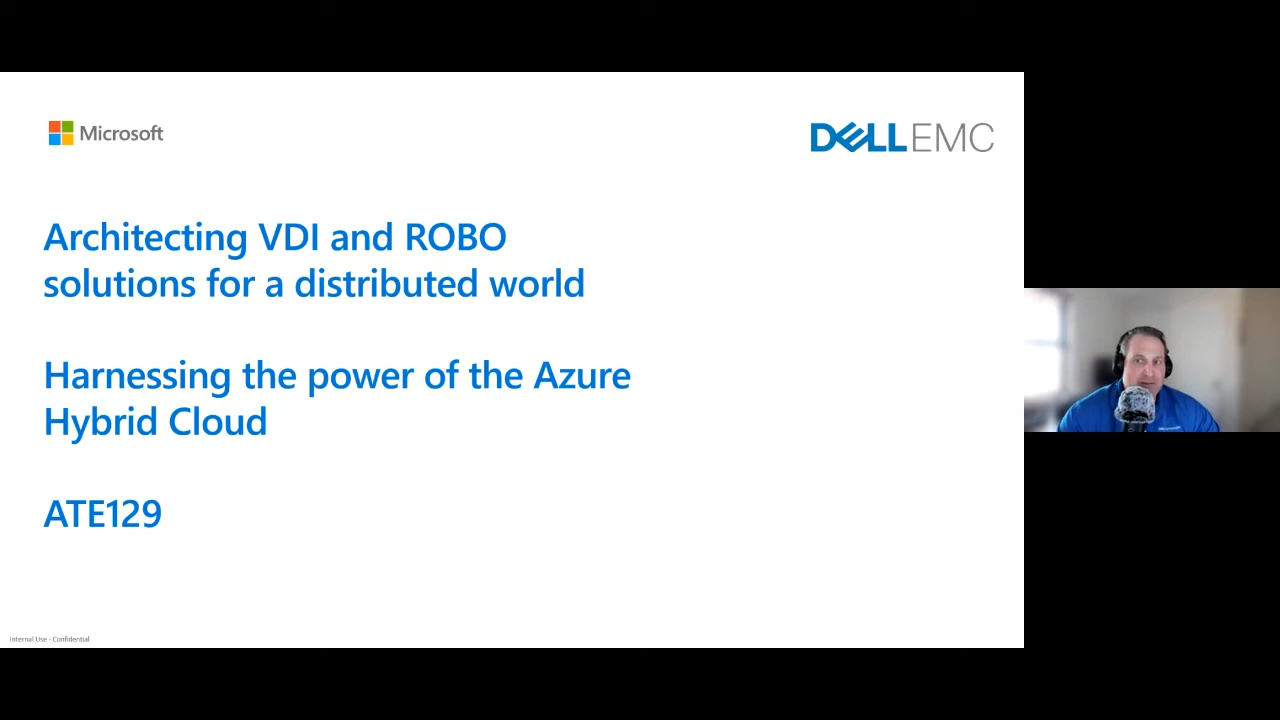 Microsoft
DELL EMC
Architecting VDI and ROBO
solutions for a distributed world
Harnessing the power of the Azure
Hybrid Cloud
ATE129
Internal Use - Confidential